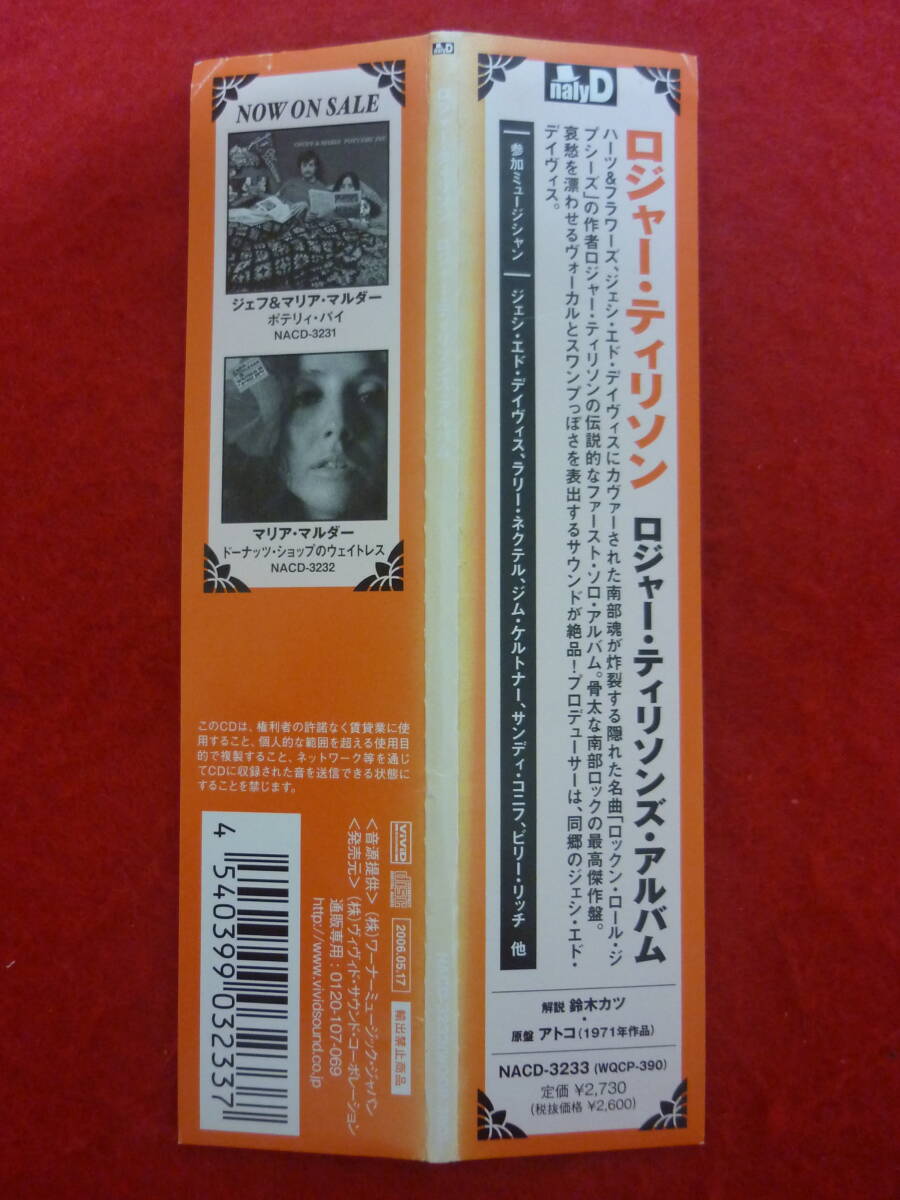 nalyD
ロジャー・ティリソン
ロジャー・ティリソンズ・アルバム
ハーツ&フラワーズ、ジェシ・エド・デイヴィスにカヴァーされた南部魂が炸裂する隠れた名曲「ロックン・ロール・ジ
プシーズ」の作者ロジャー・ティリソンの伝説的なファースト・ソロ・アルバム。骨太な南部ロックの最高傑作盤。
哀愁を漂わせるヴォーカルとスワンプっぽさを表出するサウンドが絶品！プロデューサーは、同郷のジェシ・エド・
デイヴィス。
参加ミュージシャン
ジェシ・エド・デイヴィス、ラリー・ネクテル、ジム・ケルトナー、サンディ・コニフ、ビリー・リッチ 他
解説 鈴木カツ
・
原盤 アトコ(1971年作品)
NACD-3233 (WQCP-390)
定価 ¥2,730
(税抜価格 ¥2,600)
NOW ON SALE
ジェフ&マリア・マルダー
ポテリィ・パイ
NACD-3231
マリア・マルダー
ドーナッツ・ショップのウェイトレス
NACD-3232
このCDは、権利者の許諾なく賃貸業に使
用すること、個人的な範囲を超える使用目
的で複製すること、ネットワーク等を通じ
てCDに収録された音を送信できる状態に
することを禁じます。
ViViD
2006.05.17
輸出禁止商品
<音源提供> (株)ワーナーミュージック・ジャパン
<発売元> (株)ヴィヴィド・サウンド・コーポレーション
通販専用：0120-107-069
http://www.vividsound.co.jp
4 540399 032337